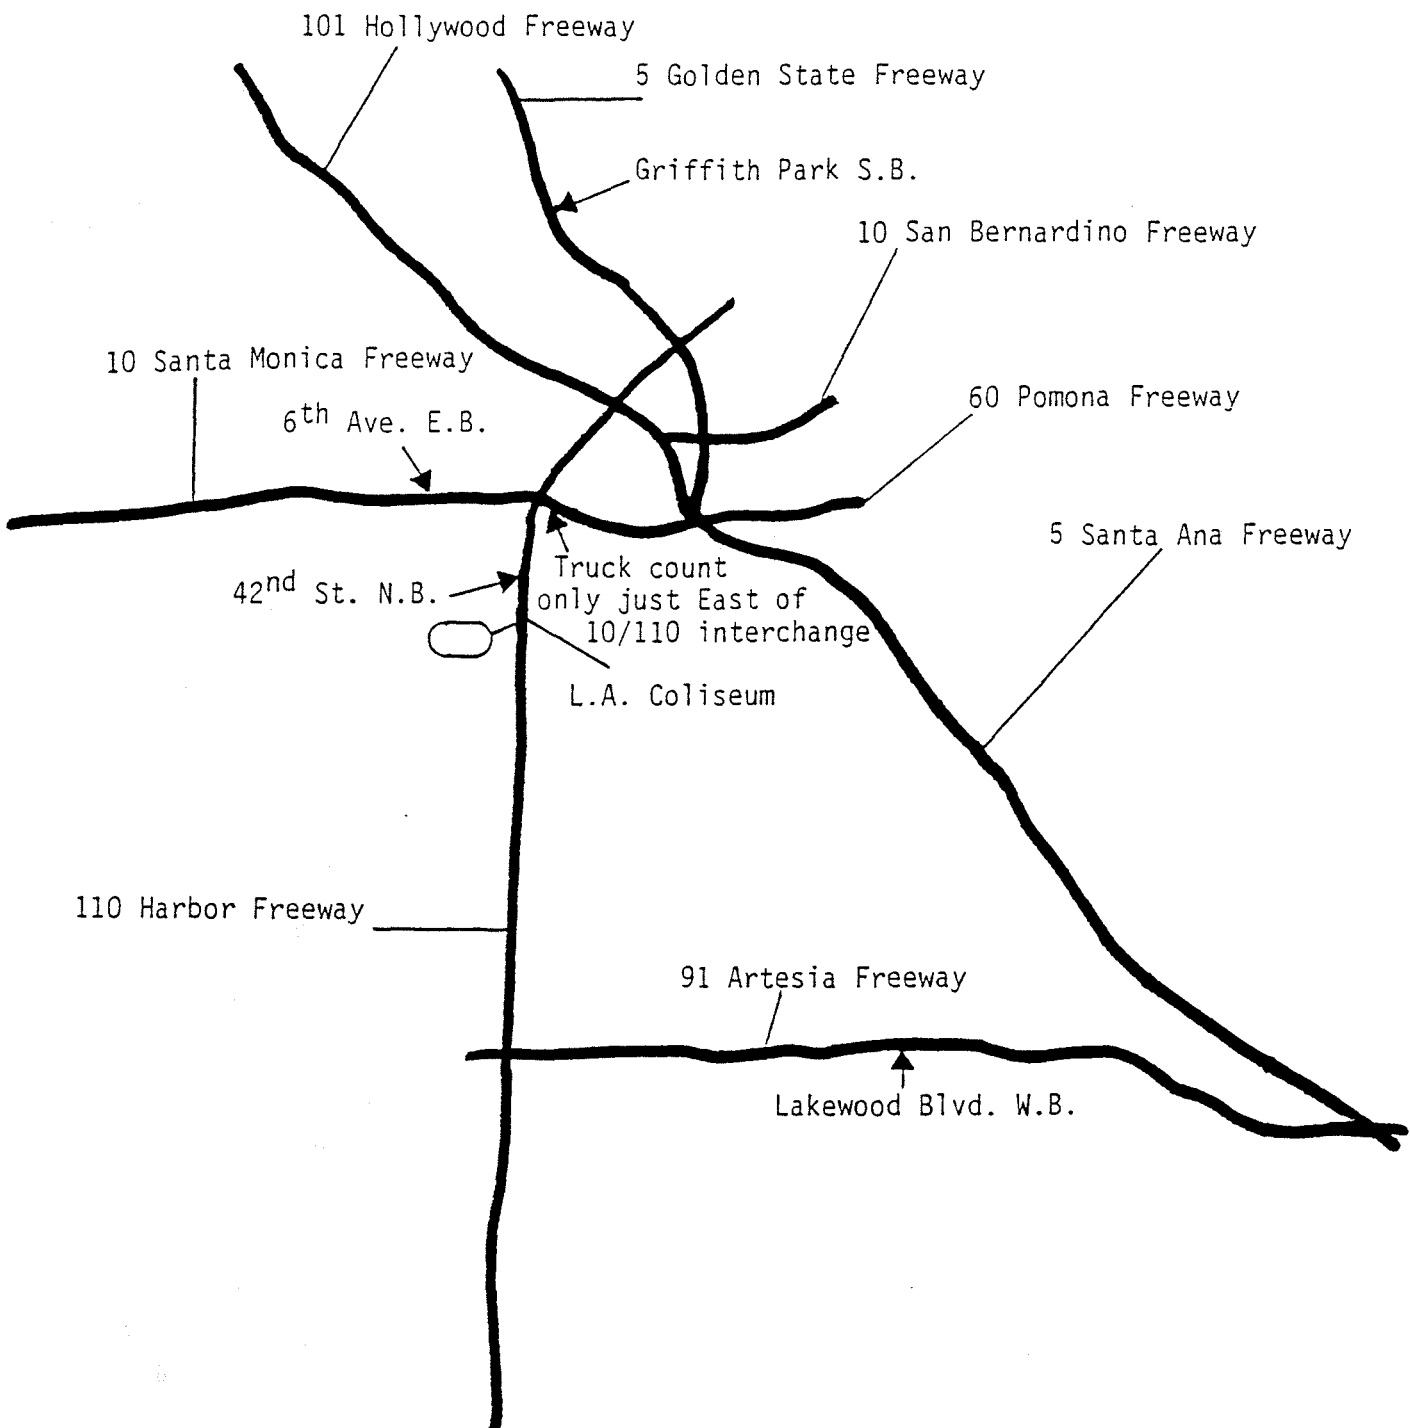 101 Hollywood Freeway
5 Golden State Freeway
Griffith Park S.B.
10 San Bernardino Freeway
10 Santa Monica Freeway
6th Ave. E.B.
60 Pomona Freeway
5 Santa Ana Freeway
Truck count
only just East of
10/110 interchange
42nd St. N.B.
L.A. Coliseum
110 Harbor Freeway
91 Artesia Freeway
Lakewood Blvd. W.B.